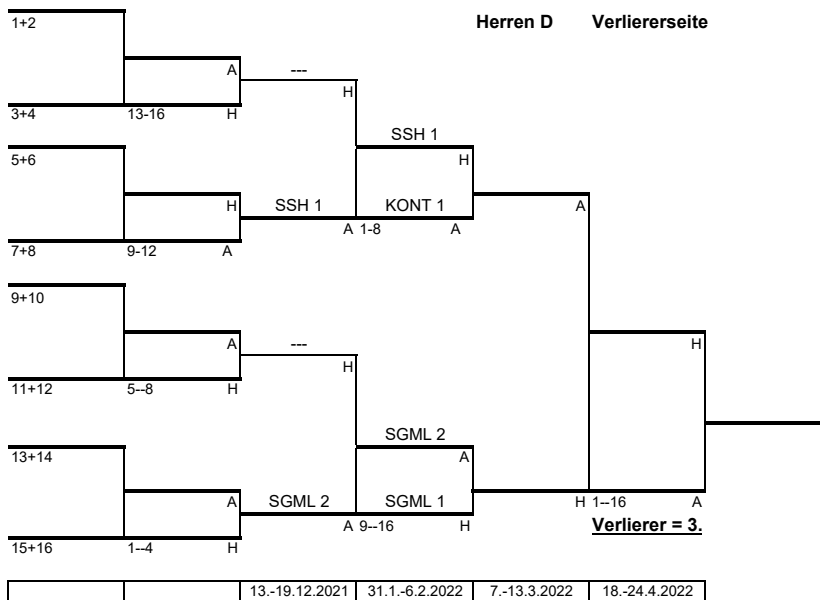 Herren D Verliererseite
1+2
A ---
H
3+4 13-16 H
SSH 1
5+6
H
H SSH 1 KONT 1 A
A 1-8 A
7+8 9-12 A
9+10
A ---
H
H
11+12 5--8 H
SGML 2
13+14 A
A SGML 2 SGML 1
A 9--16 H
H 1--16 A
Verlierer = 3.
15+16 1--4 H
13.-19.12.2021 31.1.-6.2.2022 7.-13.3.2022 18.-24.4.2022